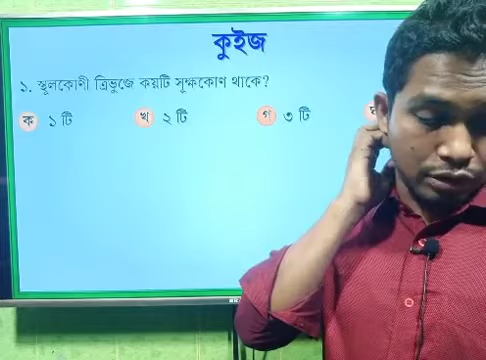 কুইজ
১. স্থূলকোণী ত্রিভুজে কয়টি সূক্ষ্মকোণ থাকে?
ক ১ টি খ ২ টি গ ৩ টি